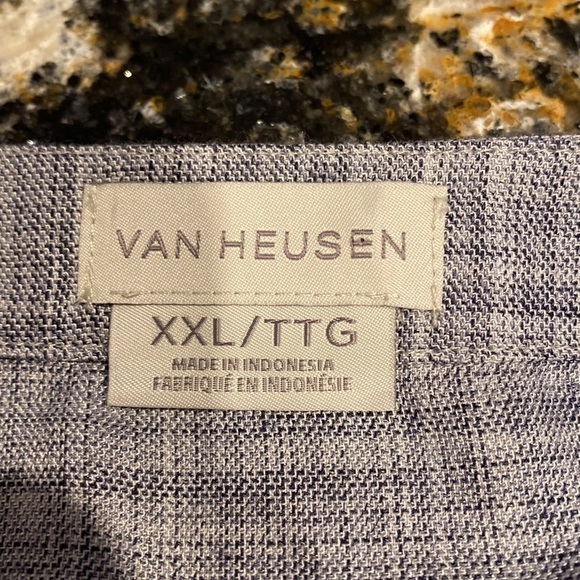 VAN HEUSEN
XXL/TTG
MADE IN INDONESIA
FABRIQUÉ EN INDONÉSIE